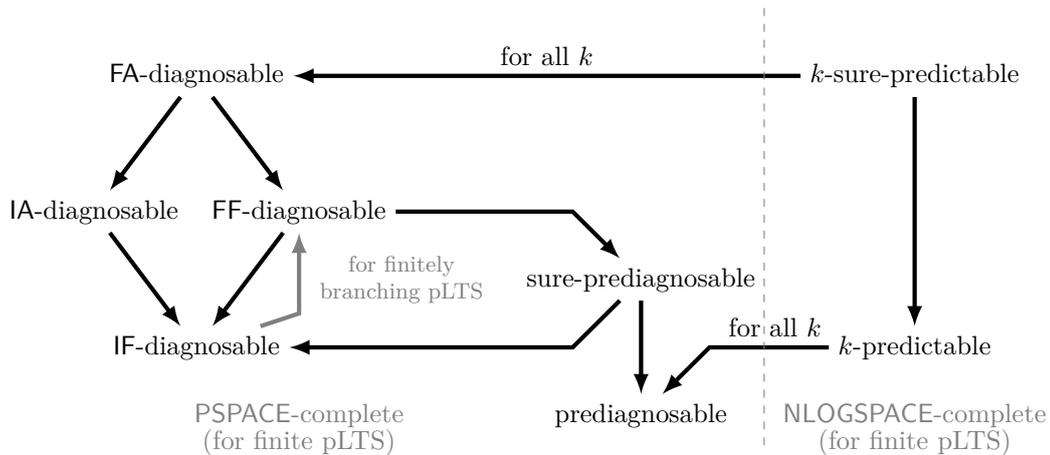 for all k
FA-diagnosable
k-sure-predictable
IA-diagnosable
FF-diagnosable
for finitely
branching pLTS
sure-prediagnosable
for all k
IF-diagnosable
k-predictable
prediagnosable
PSPACE-complete
(for finite pLTS)
NLOGSPACE-complete
(for finite pLTS)